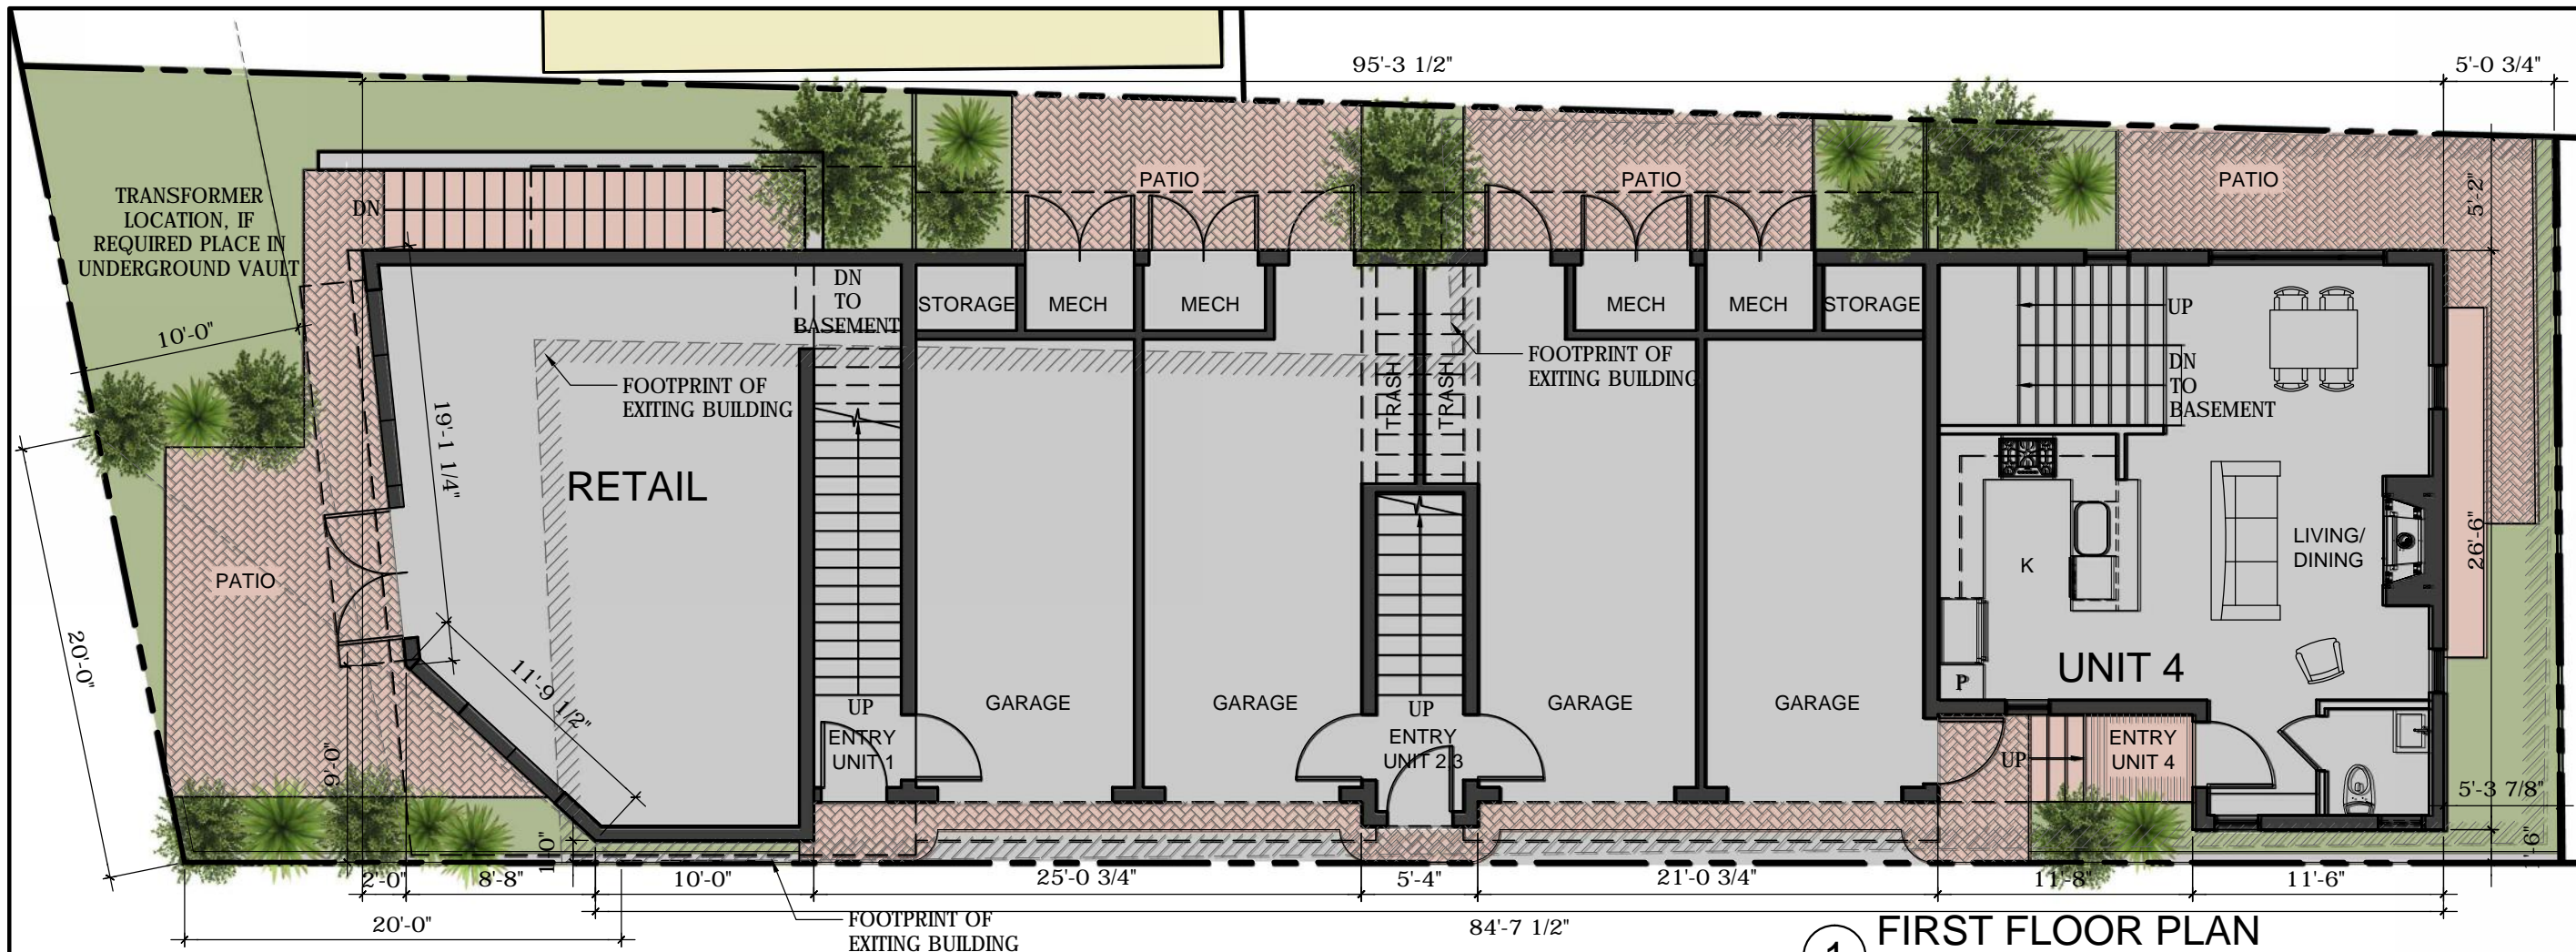 95'-3 1/2"
5'-0 3/4"
TRANSFORMER
LOCATION, IF
REQUIRED PLACE IN
UNDERGROUND VAULT
DN
PATIO
PATIO
PATIO
5'-2"
10'-0"
DN
TO
BASEMENT
STORAGE
MECH
MECH
MECH
MECH
STORAGE
UP
DN
TO
BASEMENT
FOOTPRINT OF
EXITING BUILDING
FOOTPRINT OF
EXITING BUILDING
TRASH
TRASH
19'-1 1/4"
RETAIL
LIVING/
DINING
K
26'-6"
PATIO
20'-0"
11'-9 1/2"
UNIT 4
P
GARAGE
GARAGE
GARAGE
GARAGE
UP
ENTRY
UNIT 1
UP
ENTRY
UNIT 2,3
UP
ENTRY
UNIT 4
9'-0"
5'-3 7/8"
2'-0"
8'-8"
10'-0"
25'-0 3/4"
5'-4"
21'-0 3/4"
11'-8"
11'-6"
20'-0"
FOOTPRINT OF
EXITING BUILDING
84'-7 1/2"
1
FIRST FLOOR PLAN